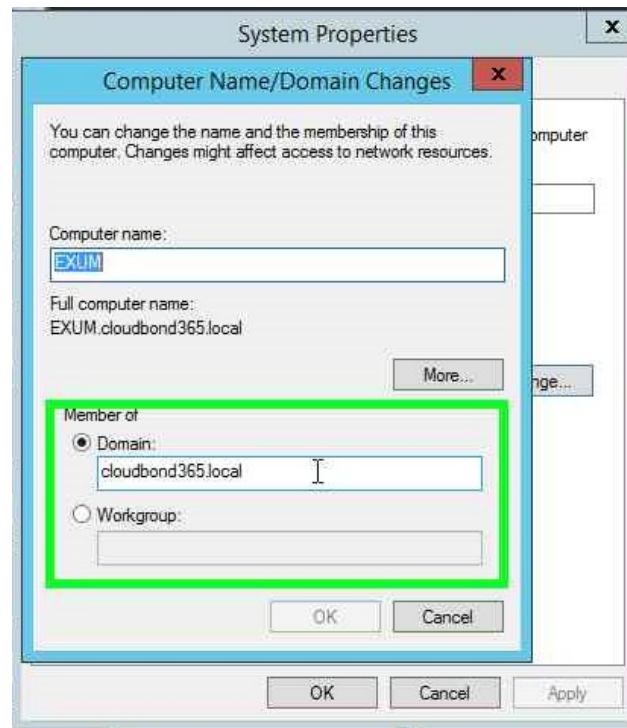 System Properties
x
Computer Name/Domain Changes
x
You can change the name and the membership of this
computer. Changes might affect access to network resources.
omputer
Computer name:
EXUM
Full computer name:
EXUM.cloudbond365.local
More...
nge...
Member of
Domain:
cloudbond365.local
Workgroup:
OK
Cancel
OK
Cancel
Apply